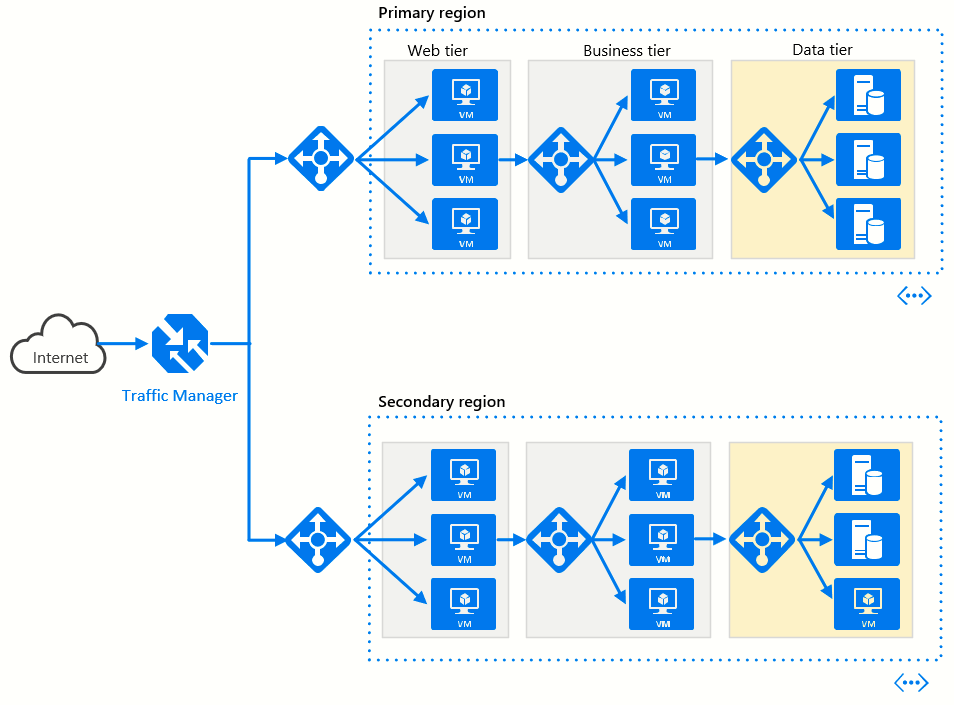 Primary region
Web tier
Business tier
Data tier
VM
VM
VM
VM
VM
VM
Internet
Traffic Manager
Secondary region
VM
VM
VM
VM
VM
VM
VM